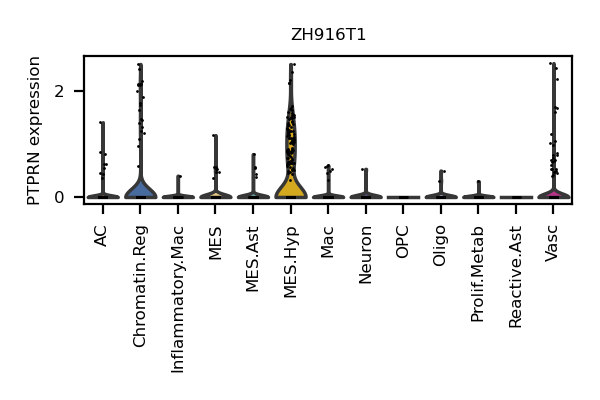 ZH916T1
PTPRN expression
2
0
AC
Chromatin.Reg
Inflammatory.Mac
MES
MES.Ast
MES.Hyp
Mac
Neuron
OPC
Oligo
Prolif.Metab
Reactive.Ast
Vasc